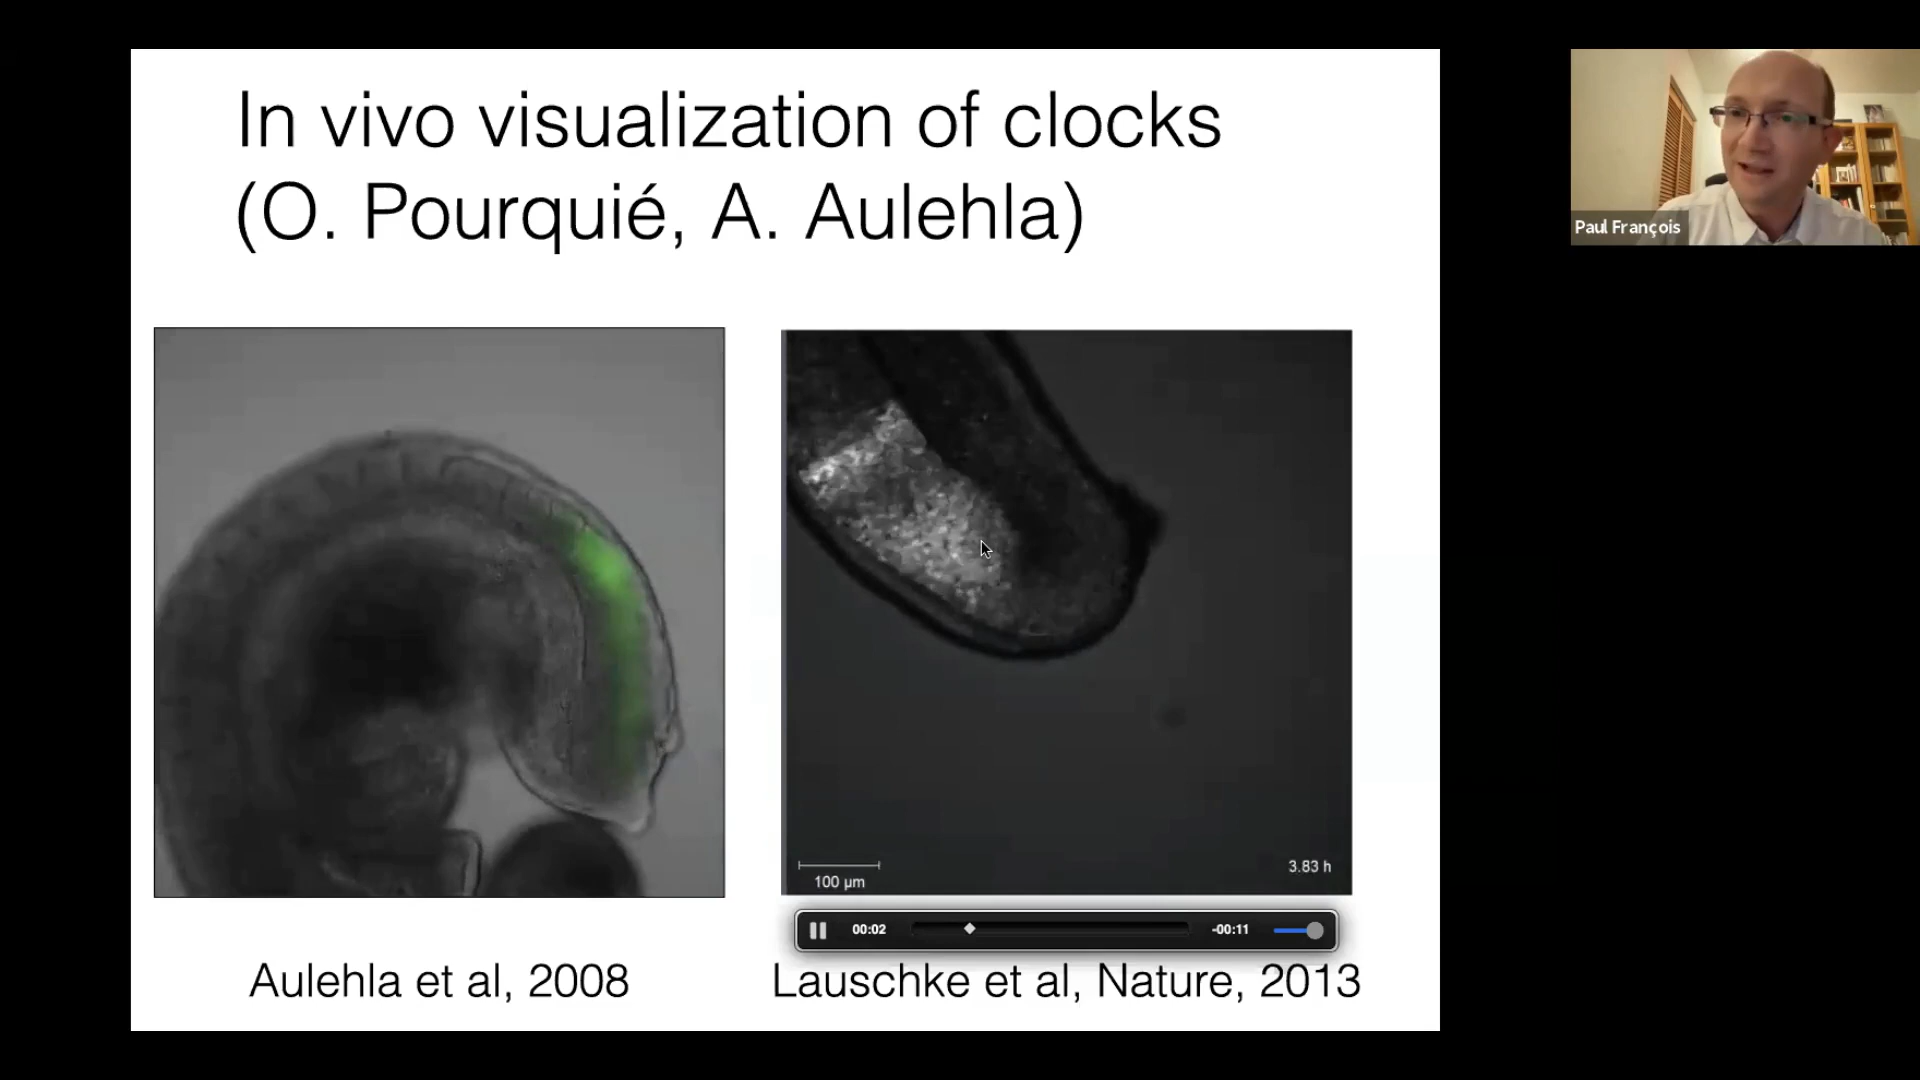 In vivo visualization of clocks
(O. Pourquié, A. Aulehla)
Paul François
3.83 h
100 µm
00:02
-00:11
Aulehla et al, 2008
Lauschke et al, Nature, 2013